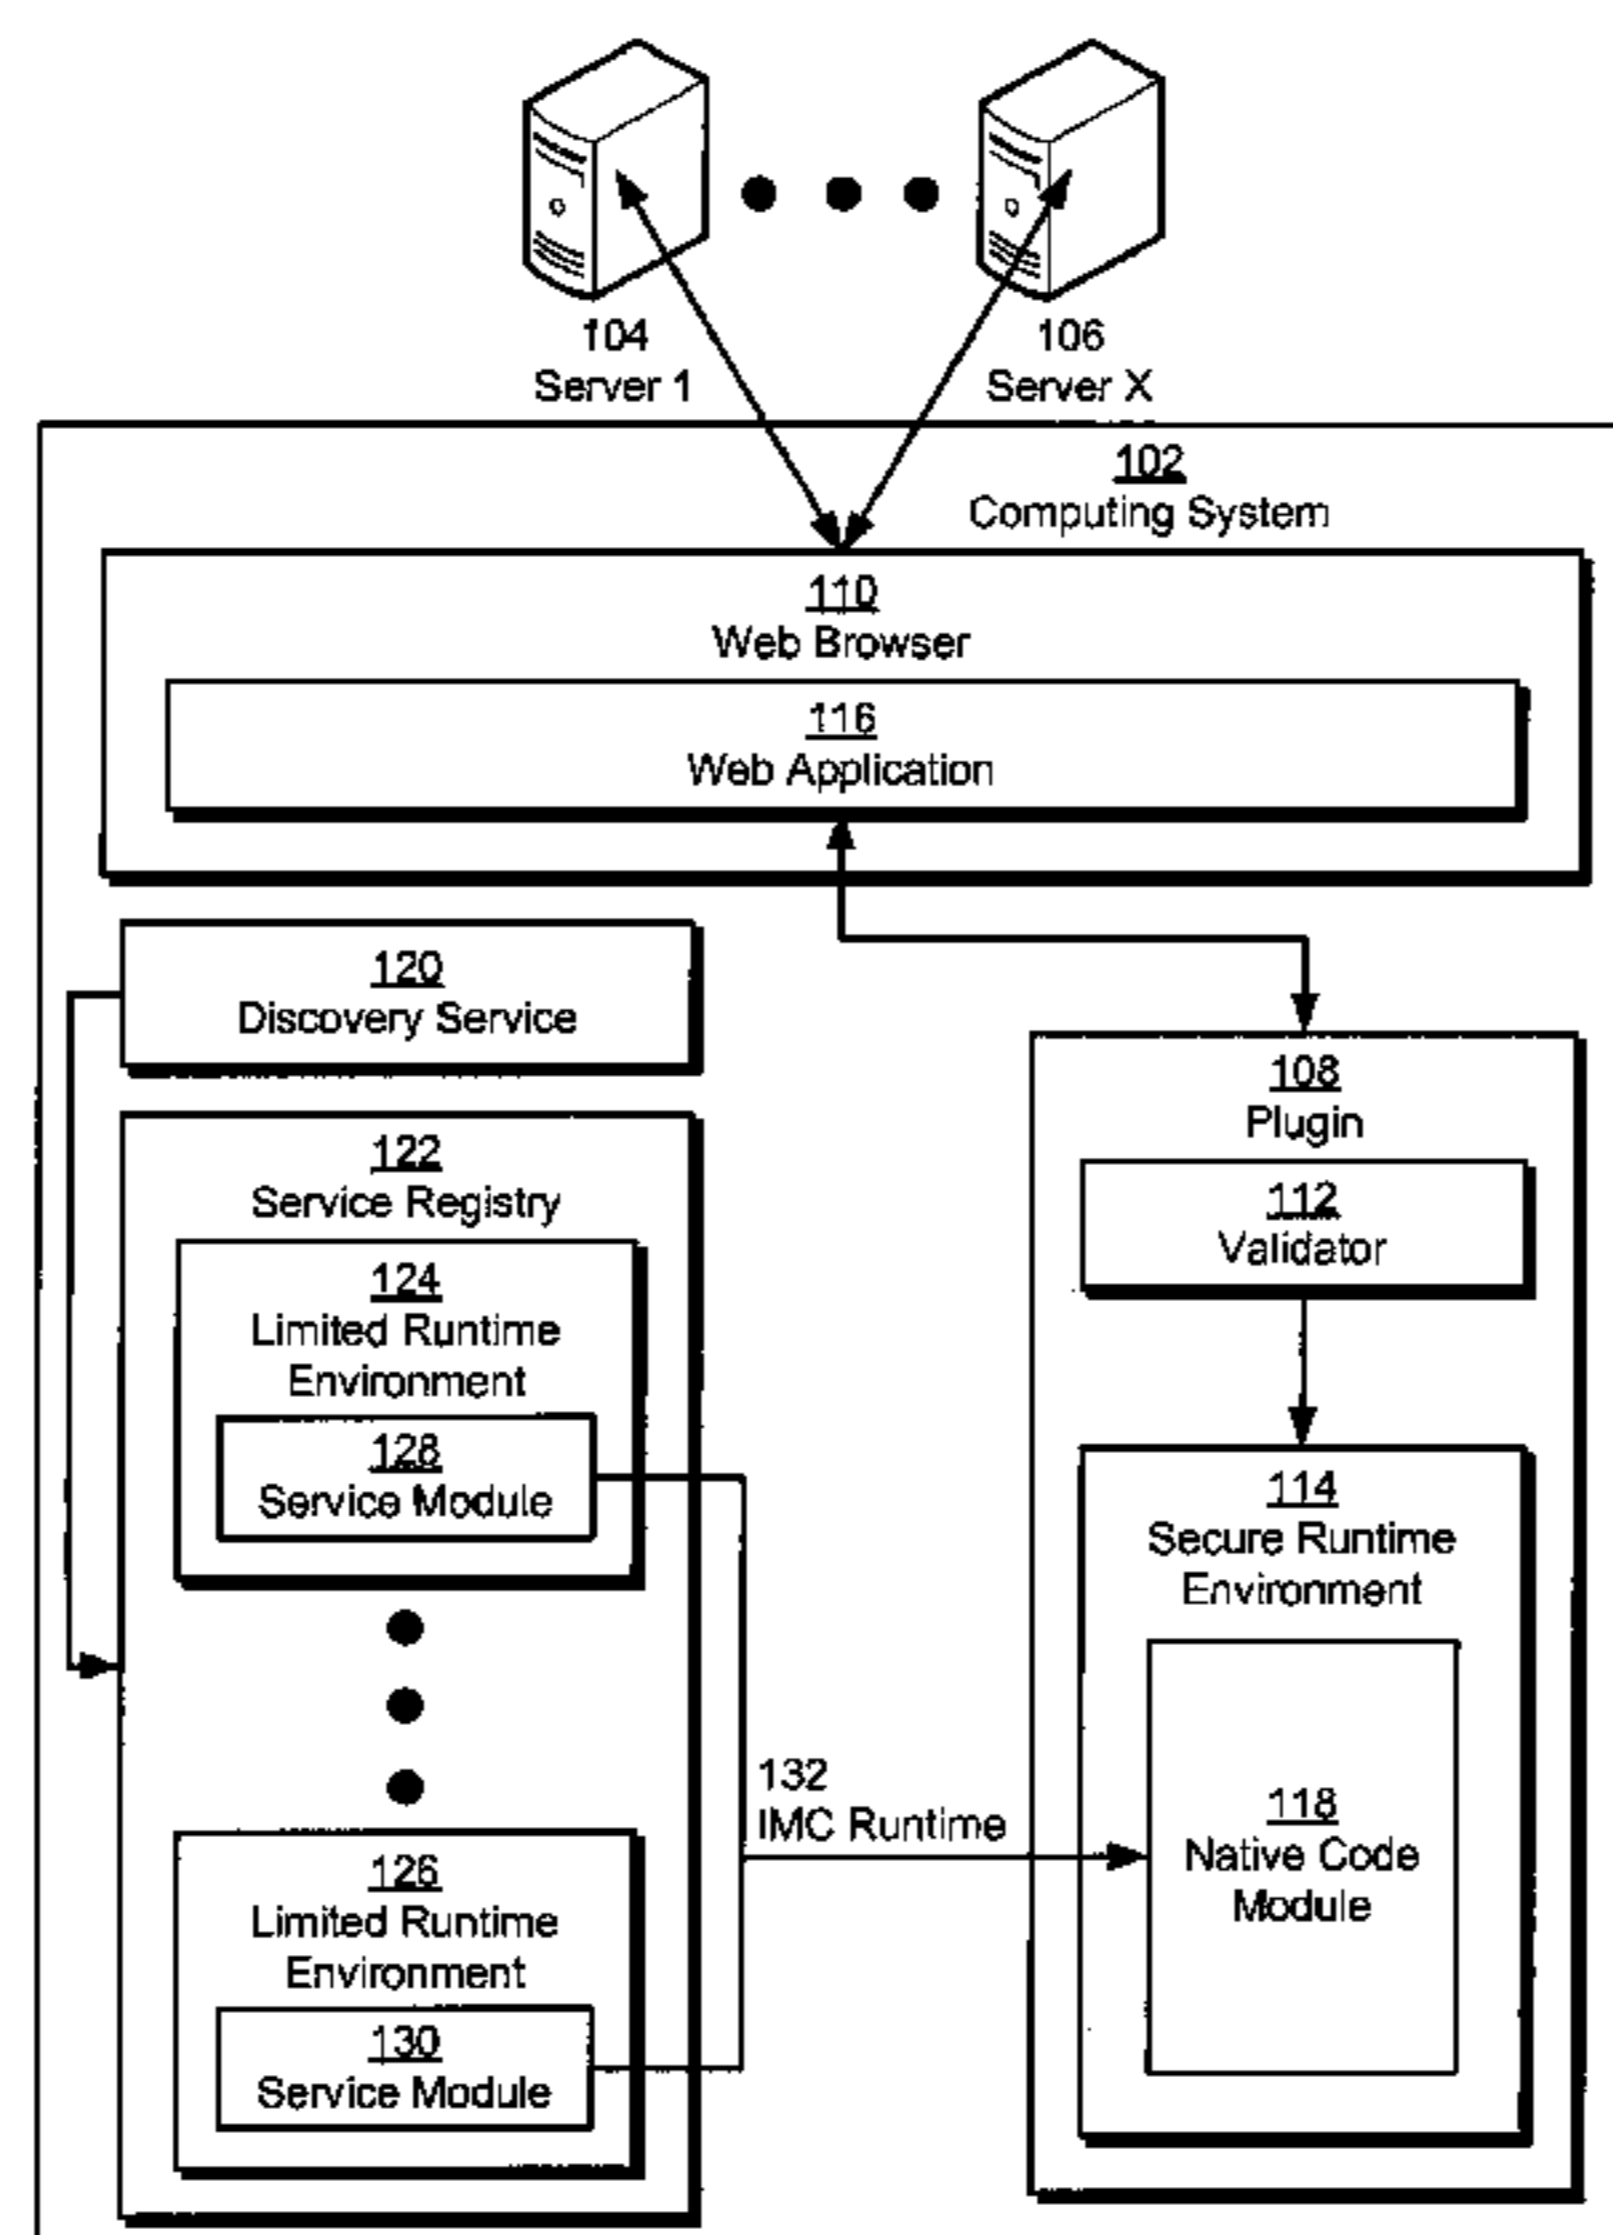 104
Server 1
106
Server X
102
Computing System
110
Web Browser
116
Web Application
120
Discovery Service
122
Service Registry
124
Limited Runtime
Environment
128
Service Module
126
Limited Runtime
Environment
130
Service Module
132
IMC Runtime
108
Plugin
112
Validator
114
Secure Runtime
Environment
118
Native Code
Module